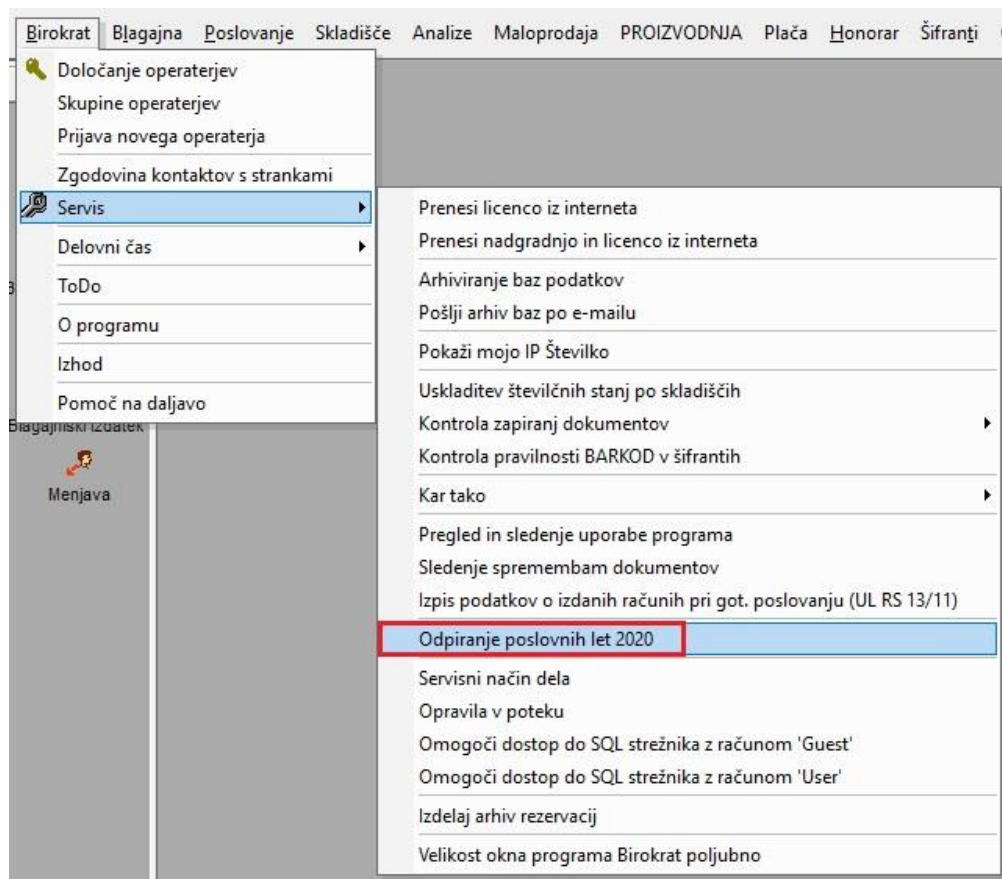 Birokrat Blagajna Poslovanje Skladišče Analize Maloprodaja PROIZVODNJA Plača Honorar Šifranti
Določanje operaterjev
Skupine operaterjev
Prijava novega operaterja
Zgodovina kontaktov s strankami
Servis
Delovni čas
ToDo
O programu
Izhod
Pomoč na daljavo
Blagajniški izdatek
Menjava
Prenesi licenco iz interneta
Prenesi nadgradnjo in licenco iz interneta
Arhiviranje baz podatkov
Pošlji arhiv baz po e-mailu
Pokaži mojo IP Številko
Uskladitev številčnih stanj po skladiščih
Kontrola zapiranj dokumentov
Kontrola pravilnosti BARKOD v šifrantih
Kar tako
Pregled in sledenje uporabe programa
Sledenje spremembam dokumentov
Izpis podatkov o izdanih računih pri got. poslovanju (UL RS 13/11)
Odpiranje poslovnih let 2020
Servisni način dela
Opravila v poteku
Omogoči dostop do SQL strežnika z računom 'Guest'
Omogoči dostop do SQL strežnika z računom 'User'
Izdelaj arhiv rezervacij
Velikost okna programa Birokrat poljubno